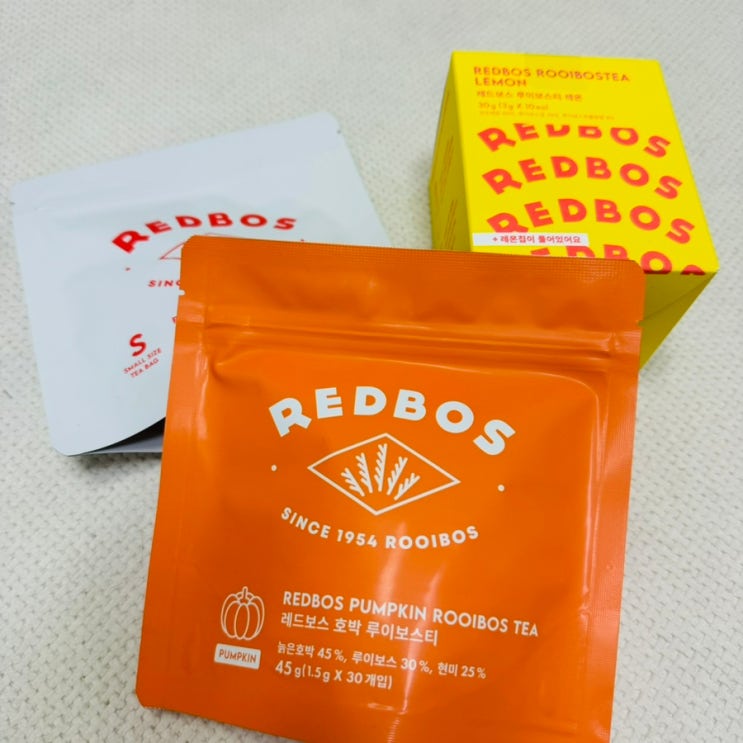 REDBOS ROOIBOSTEA
LEMON
레드보스 루이보스티 레몬
30g (3g X 10ea)
REDBOS
REDBOS
REDBOS
REDBOS
+ 레몬집이 들어있어요
REDBOS
S
SMALL SIZE
TEA BAG
REDBOS
SINCE 1954 ROOIBOS
REDBOS PUMPKIN ROOIBOS TEA
레드보스 호박 루이보스티
PUMPKIN
늙은호박 45%, 루이보스 30%, 현미 25%
45g(1.5g X 30개입)